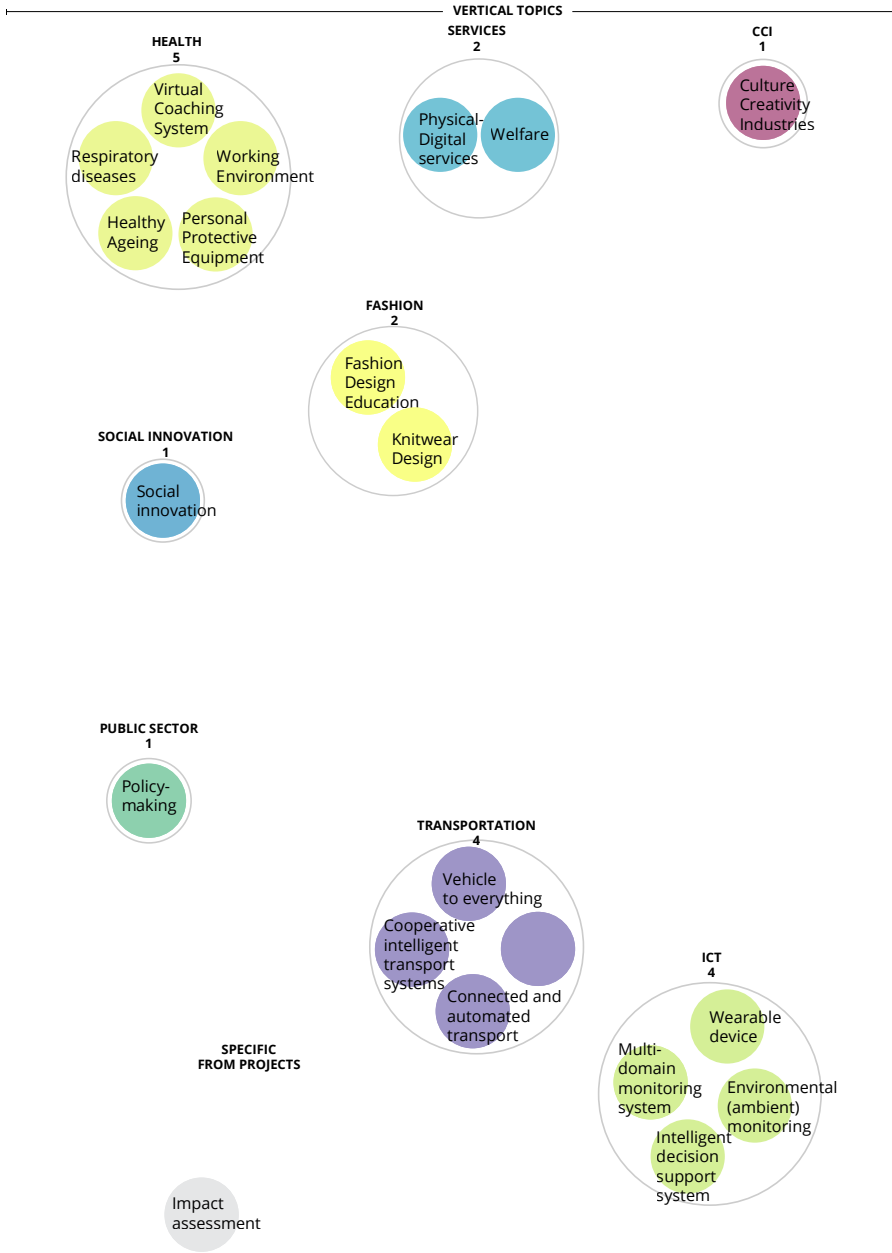 VERTICAL TOPICS
HEALTH
5
Virtual
Coaching
System
Respiratory
diseases
Working
Environment
Healthy
Ageing
Personal
Protective
Equipment
SERVICES
2
Physical-
Digital
services
Welfare
CCI
1
Culture
Creativity
Industries
FASHION
2
Fashion
Design
Education
Knitwear
Design
SOCIAL INNOVATION
1
Social
innovation
PUBLIC SECTOR
1
Policy-
making
TRANSPORTATION
4
Vehicle
to everything
Cooperative
intelligent
transport
systems
Connected and
automated
transport
ICT
4
Wearable
device
Multi-
domain
monitoring
system
Environmental
(ambient)
monitoring
Intelligent
decision
support
system
SPECIFIC
FROM PROJECTS
Impact
assessment